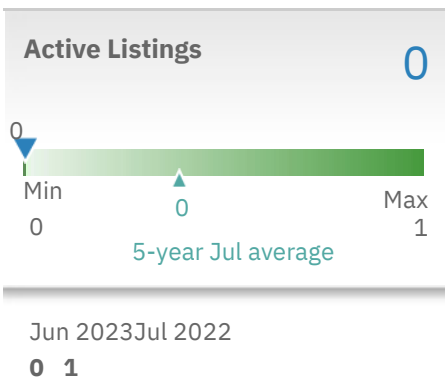 Active Listings 0
0
Min Max
0 0 1
5-year Jul average
Jun 2023Jul 2022
0 1